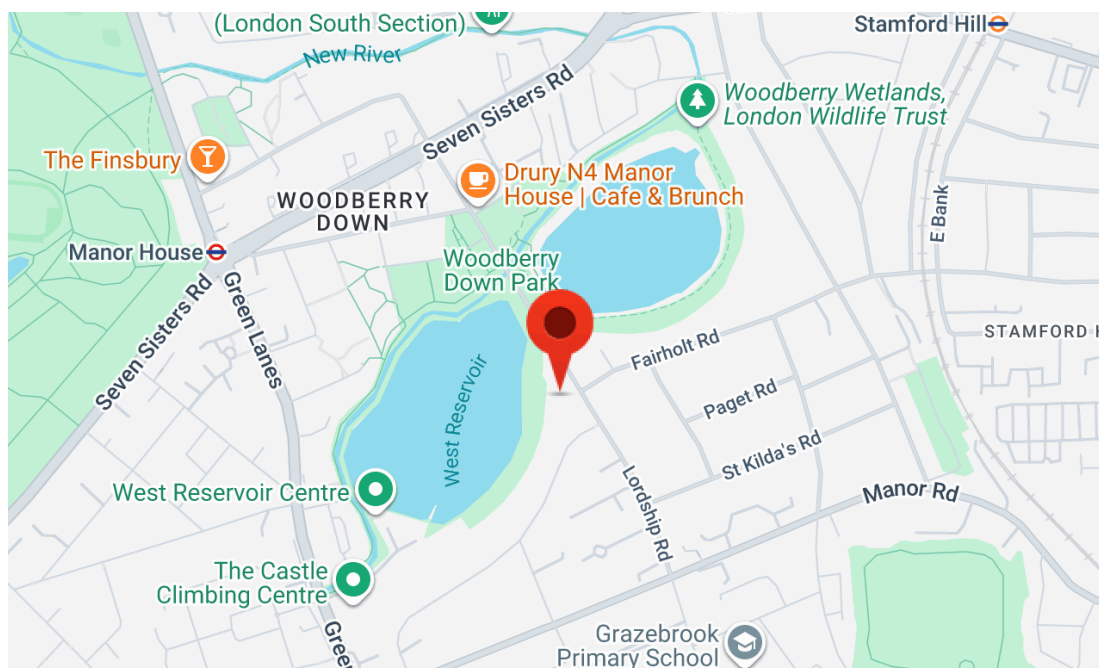 (London South Section)
New River
Stamford Hill
Seven Sisters Rd
Woodberry Wetlands,
London Wildlife Trust
The Finsbury
Drury N4 Manor
House | Cafe & Brunch
WOODBERRY
DOWN
E Bank
Manor House
Woodberry
Down Park
Green Lanes
Seven Sisters Rd
STAMFORD H
Fairholt Rd
Paget Rd
West Reservoir
St Kilda's Rd
Lordship Rd
Manor Rd
West Reservoir Centre
The Castle
Climbing Centre
Gree
Grazebrook
Primary School